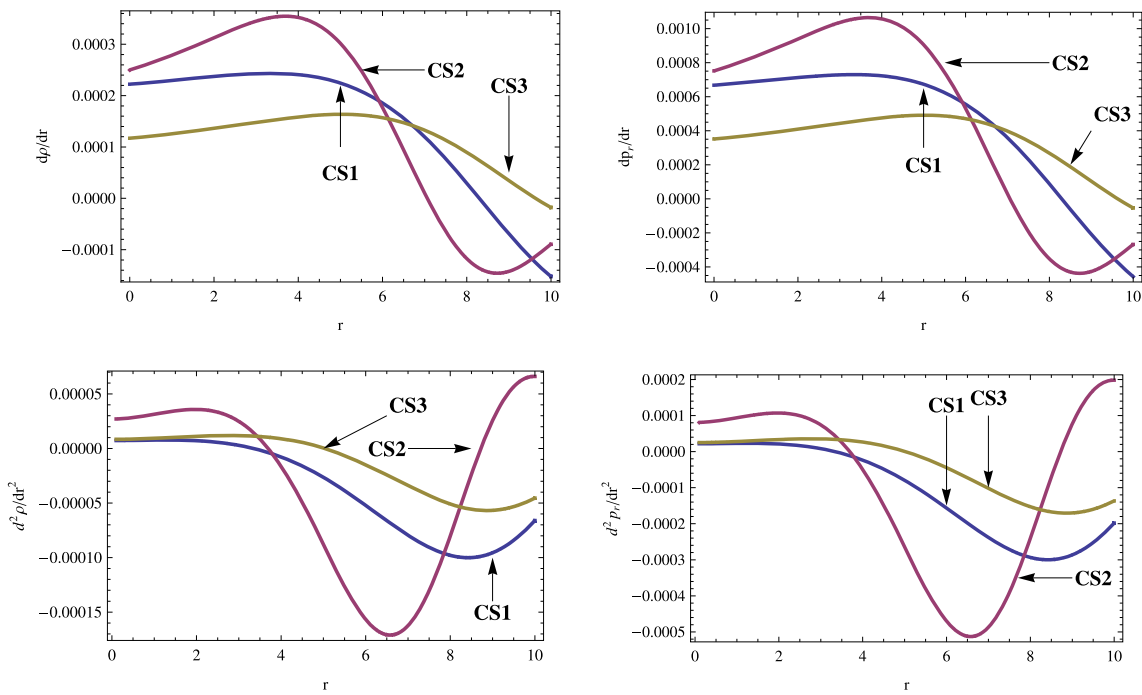 0.0003
0.0002
0.0001
0.0000
−0.0001
dρ/dr
CS2
CS3
CS1
0 2 4 6 8 10
r
0.0010
0.0008
0.0006
0.0004
0.0002
0.0000
−0.0002
−0.0004
dp_r/dr
CS2
CS3
CS1
0 2 4 6 8 10
r
0.00005
0.00000
−0.00005
−0.00010
−0.00015
d² ρ/dr²
CS3
CS2
CS1
0 2 4 6 8 10
r
0.0002
0.0001
0.0000
−0.0001
−0.0002
−0.0003
−0.0004
−0.0005
d² p_r/dr²
CS1
CS3
CS2
0 2 4 6 8 10
r